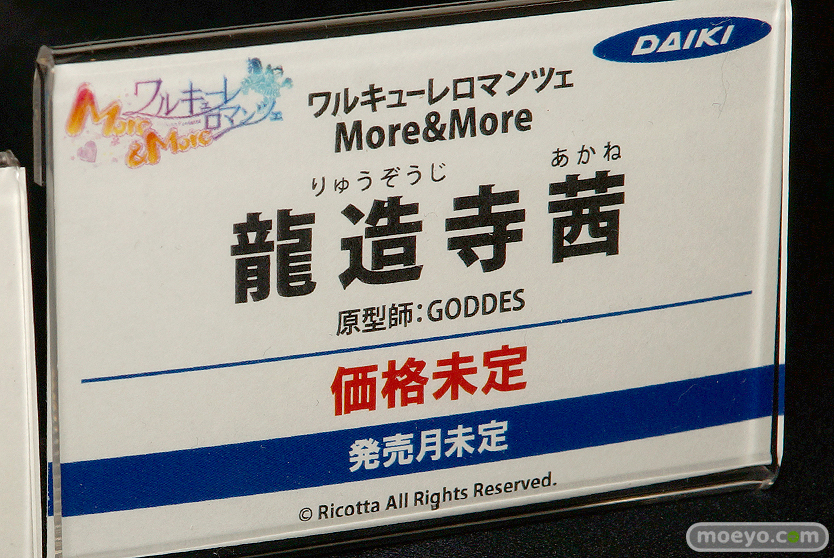 DAIKI
ワルキューレ
ロマンツェ
More
&More
ワルキューレロマンツェ
More&More
りゅうぞうじ あかね
龍造寺茜
原型師：GODDES
価格未定
発売月未定
© Ricotta All Rights Reserved.
moeyo.com